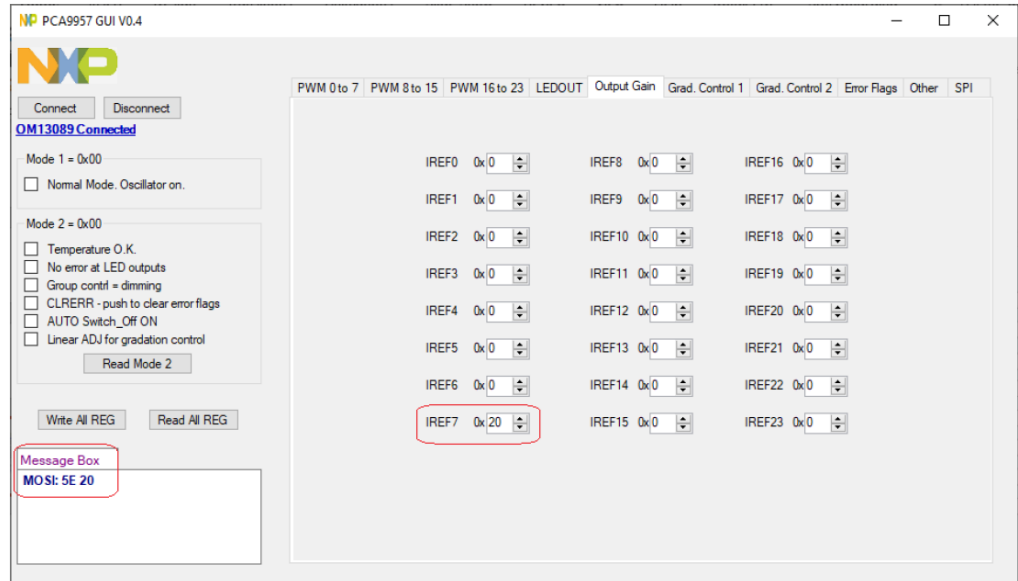 NXP PCA9957 GUI V0.4
NXP
Connect Disconnect
OM13089 Connected
Mode 1 = 0x00
Normal Mode. Oscillator on.
Mode 2 = 0x00
Temperature O.K.
No error at LED outputs
Group contrl = dimming
CLRERR - push to clear error flags
AUTO Switch_Off ON
Linear ADJ for gradation control
Read Mode 2
Write All REG Read All REG
Message Box
MOSI: 5E 20
PWM 0 to 7 PWM 8 to 15 PWM 16 to 23 LEDOUT Output Gain Grad. Control 1 Grad. Control 2 Error Flags Other SPI
IREF0 0x 0 IREF8 0x 0 IREF16 0x 0
IREF1 0x 0 IREF9 0x 0 IREF17 0x 0
IREF2 0x 0 IREF10 0x 0 IREF18 0x 0
IREF3 0x 0 IREF11 0x 0 IREF19 0x 0
IREF4 0x 0 IREF12 0x 0 IREF20 0x 0
IREF5 0x 0 IREF13 0x 0 IREF21 0x 0
IREF6 0x 0 IREF14 0x 0 IREF22 0x 0
IREF7 0x 20 IREF15 0x 0 IREF23 0x 0